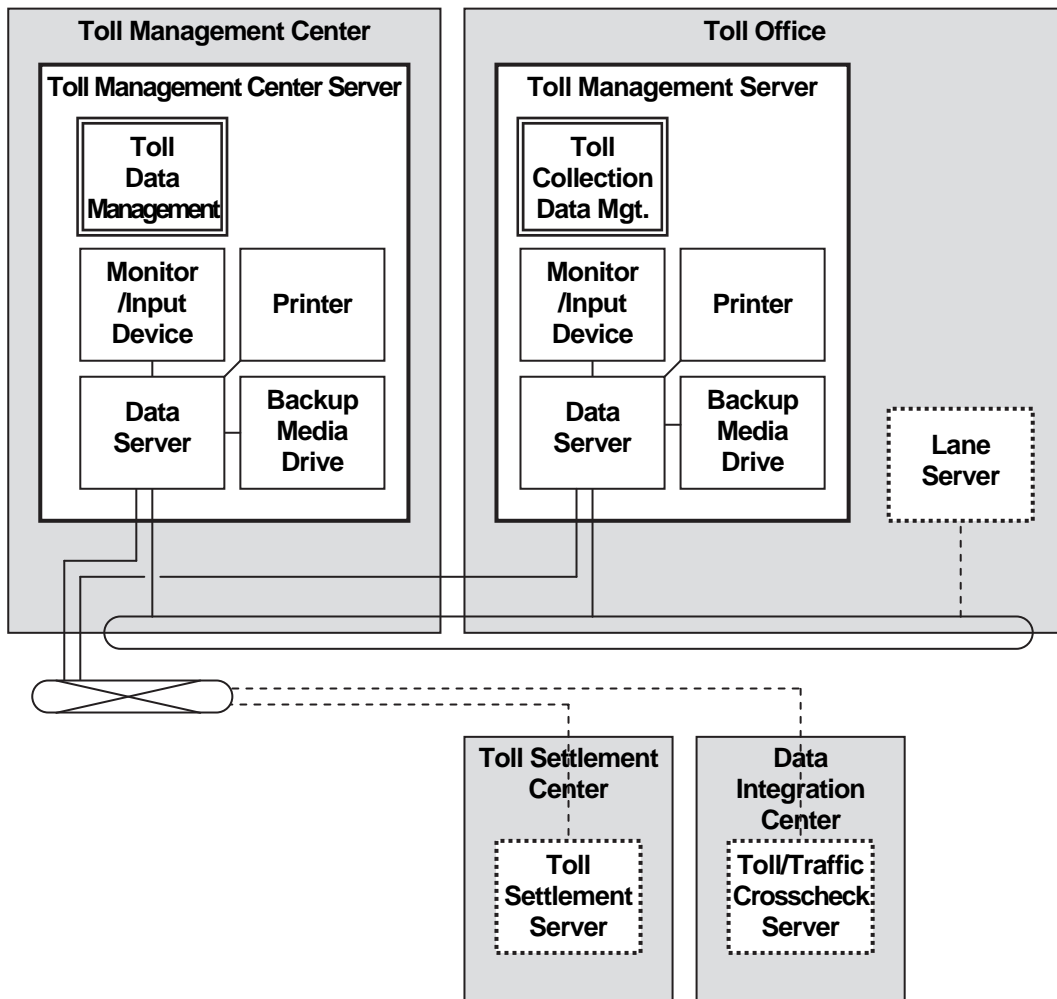 Toll Management Center
Toll Management Center Server
Toll
Data
Management
Monitor
/Input
Device
Printer
Data
Server
Backup
Media
Drive
Toll Office
Toll Management Server
Toll
Collection
Data Mgt.
Monitor
/Input
Device
Printer
Data
Server
Backup
Media
Drive
Lane
Server
Toll Settlement
Center
Toll
Settlement
Server
Data
Integration
Center
Toll/Traffic
Crosscheck
Server